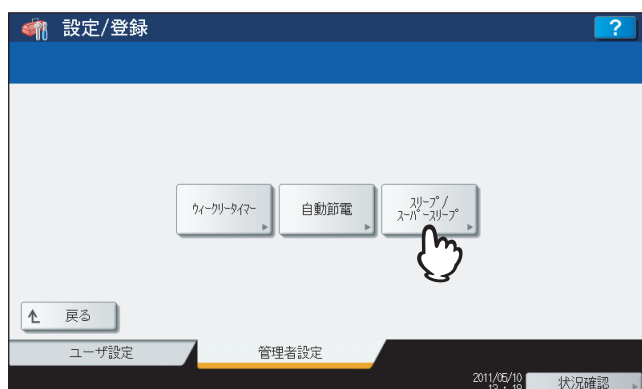 設定/登録
?
ウィークリータイマー
自動節電
スリープ/
スーパースリープ
戻る
ユーザ設定
管理者設定
2011/05/10
13:18
状況確認